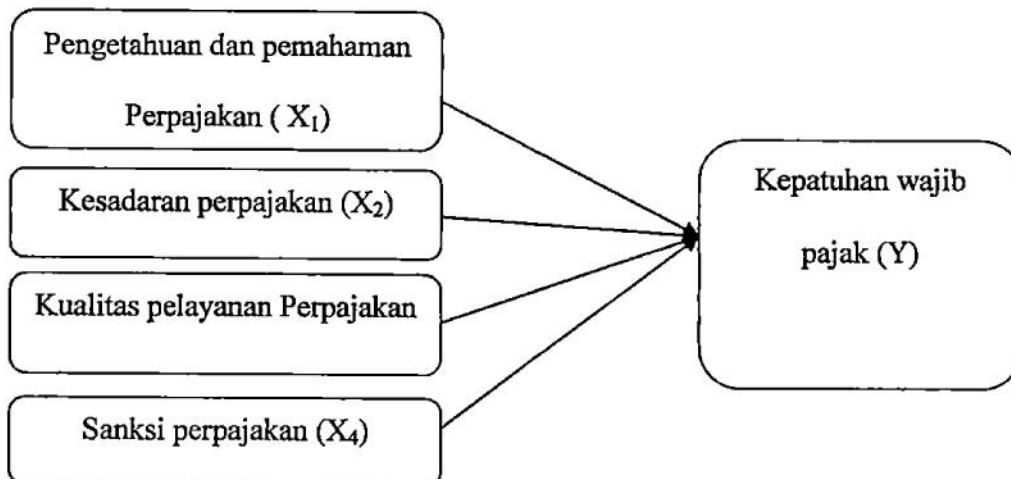 Pengetahuan dan pemahaman
Perpajakan ( X₁)
Kesadaran perpajakan (X₂)
Kualitas pelayanan Perpajakan
Sanksi perpajakan (X₄)
Kepatuhan wajib
pajak (Y)